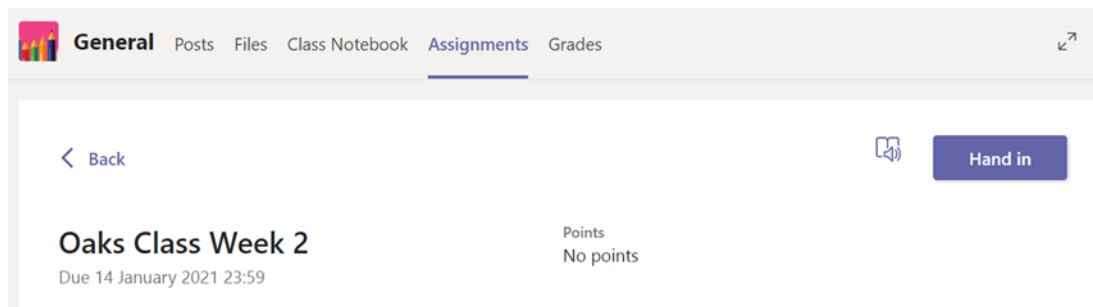 General Posts Files Class Notebook Assignments Grades
Back
Hand in
Oaks Class Week 2
Due 14 January 2021 23:59
Points
No points